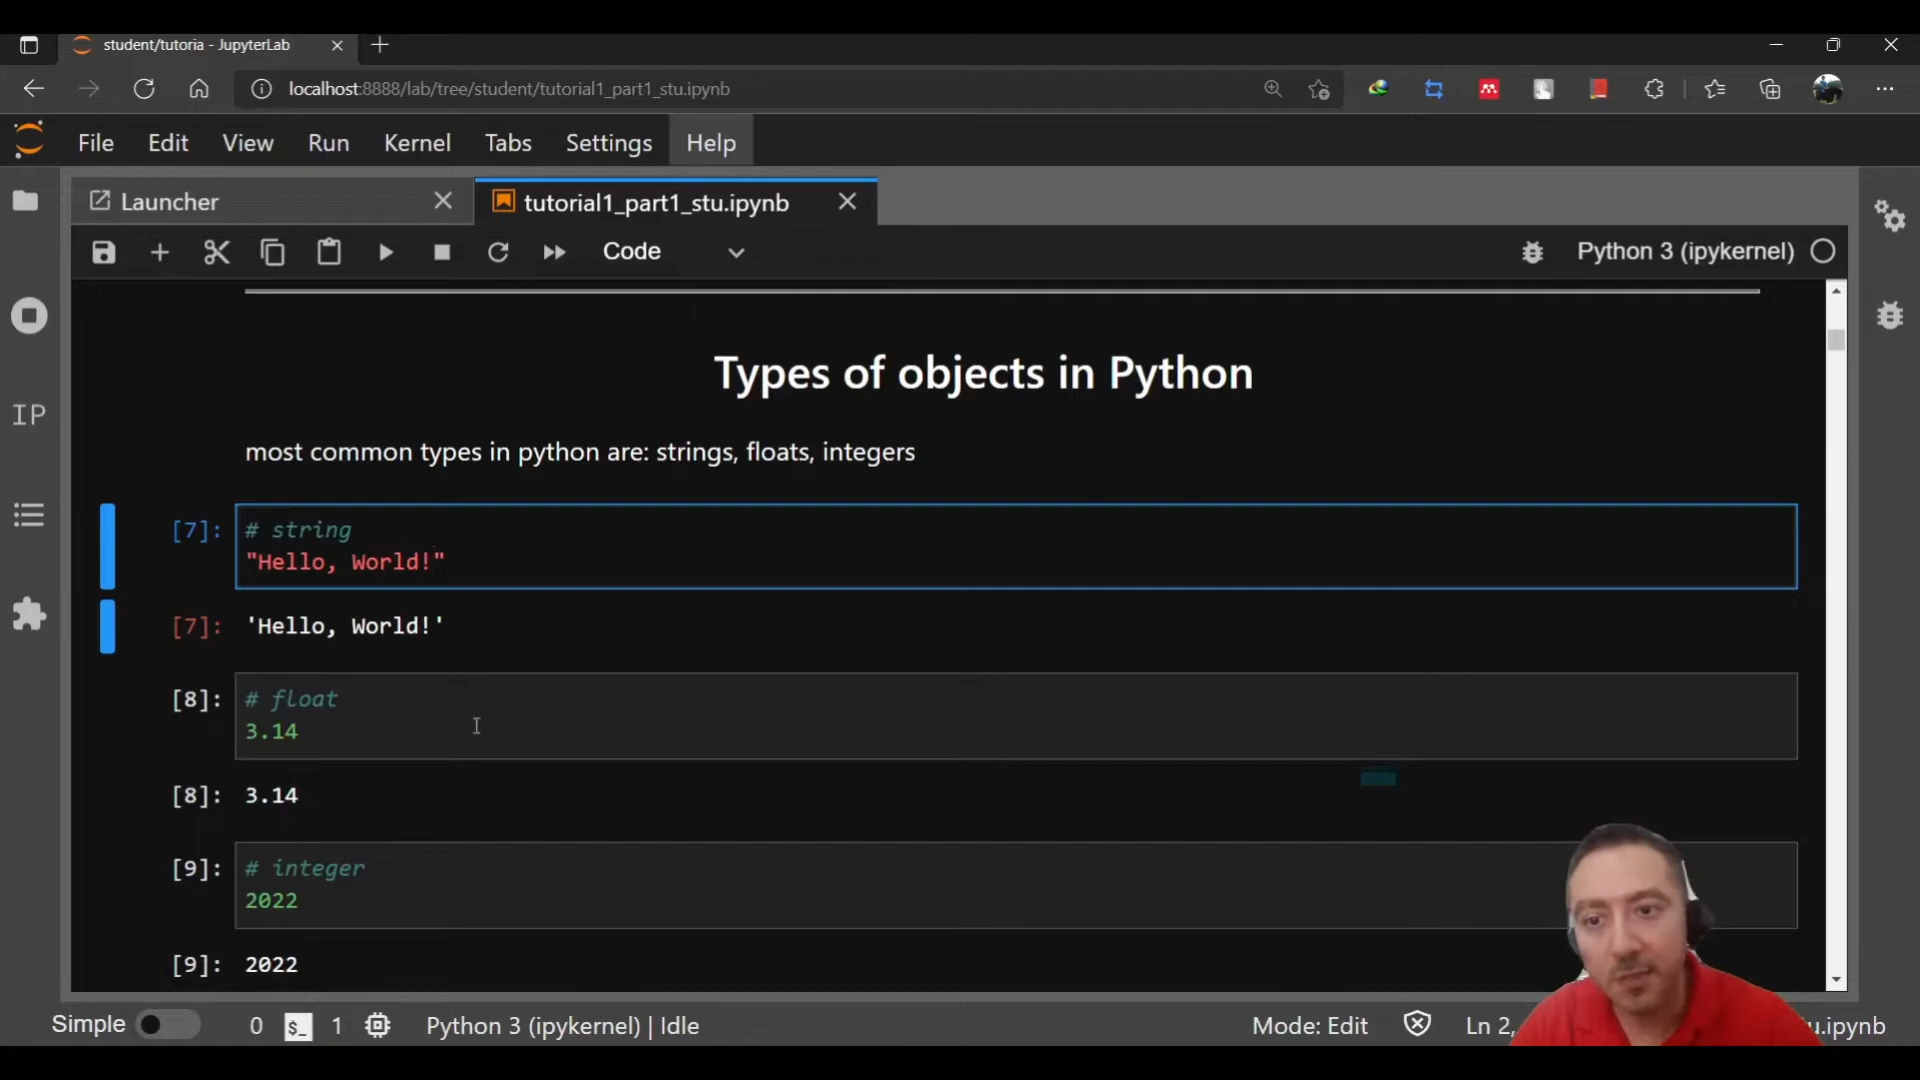 student/tutoria - JupyterLab
localhost:8888/lab/tree/student/tutorial1_part1_stu.ipynb
File Edit View Run Kernel Tabs Settings Help
Launcher
tutorial1_part1_stu.ipynb
Code
Python 3 (ipykernel)
Types of objects in Python
IP
most common types in python are: strings, floats, integers
[7]: # string
"Hello, World!"
[7]: 'Hello, World!'
[8]: # float
3.14
[8]: 3.14
[9]: # integer
2022
[9]: 2022
Simple 0 $_ 1 Python 3 (ipykernel) | Idle Mode: Edit Ln 2, u.ipynb